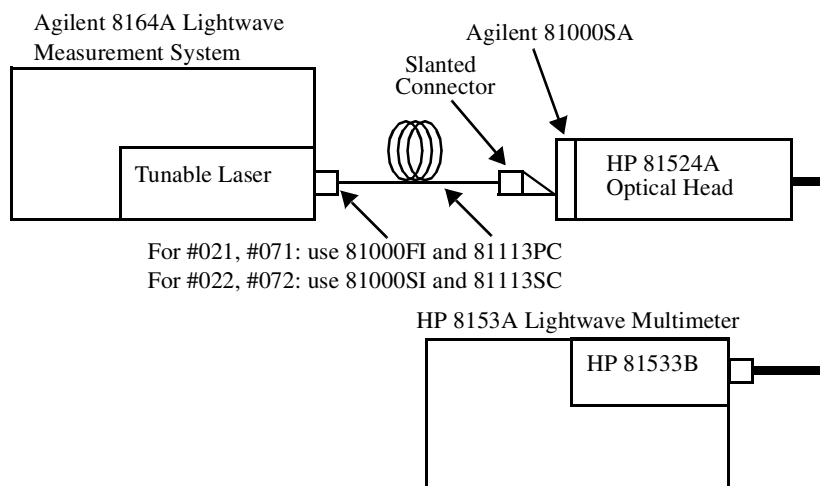 Agilent 8164A Lightwave
Measurement System
Agilent 81000SA
Slanted
Connector
Tunable Laser
HP 81524A
Optical Head
For #021, #071: use 81000FI and 81113PC
For #022, #072: use 81000SI and 81113SC
HP 8153A Lightwave Multimeter
HP 81533B